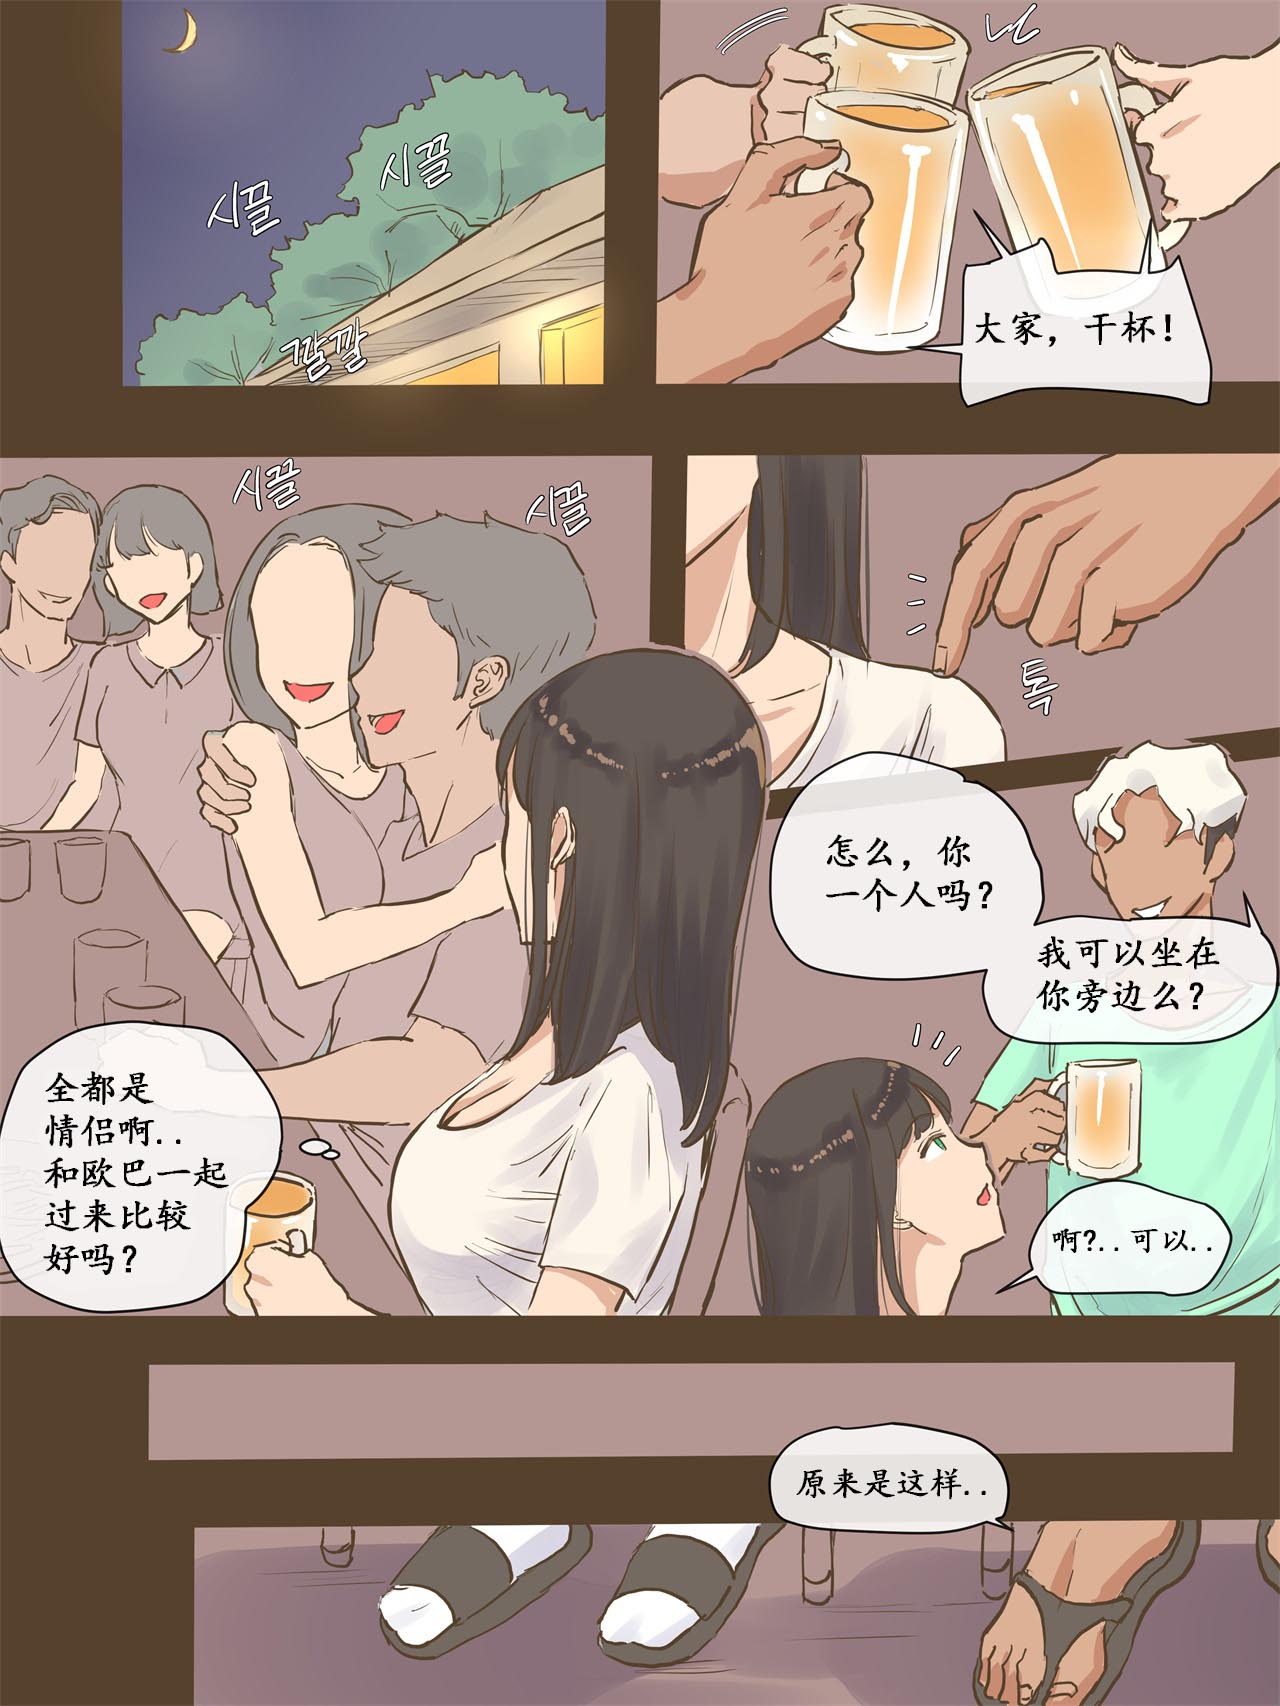 시끌
시끌
깔깔
大家，干杯！
시끌
시끌
全都是
情侣啊..
和欧巴一起
过来比较
好吗？
톡
怎么，你
一个人吗？
我可以坐在
你旁边么？
啊?..可以..
原来是这样..